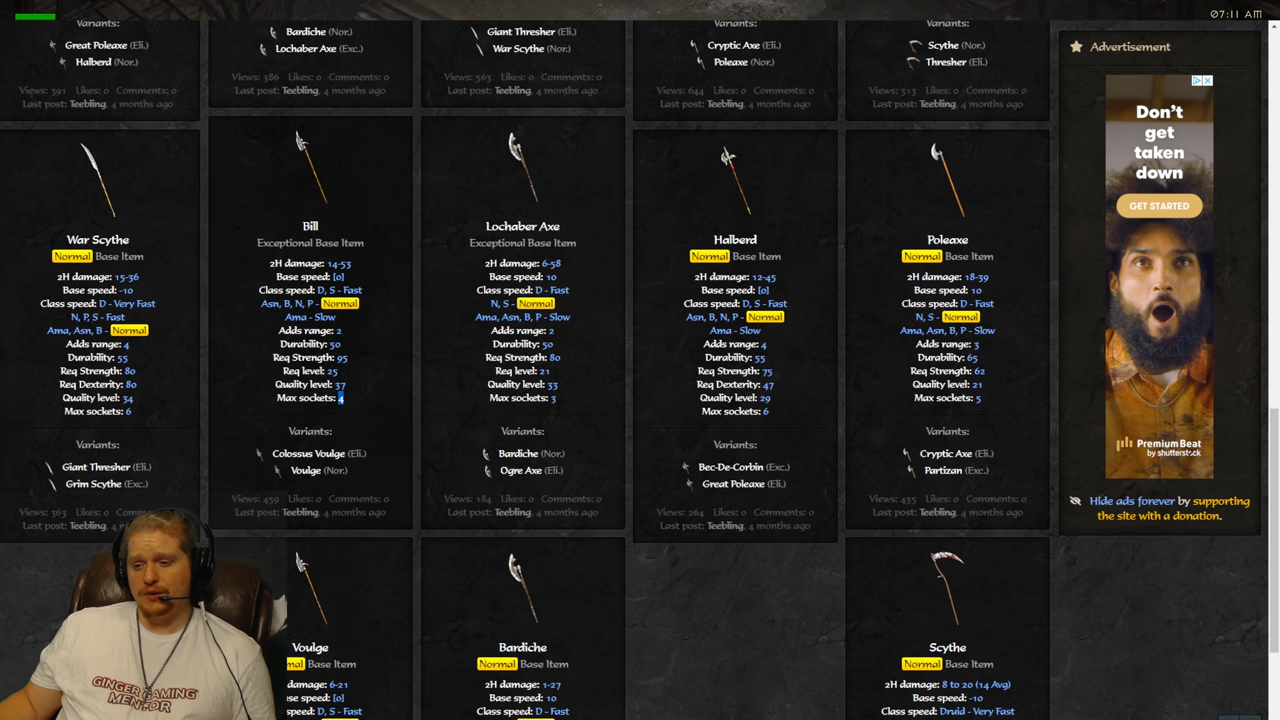 07:11 AM
Variants:
Great Poleaxe (Eli.)
Halberd (Nor.)
Views: 391 Likes: 0 Comments: 0
Last post: Teebling, 4 months ago
Bardiche (Nor.)
Lochaber Axe (Exc.)
Views: 386 Likes: 0 Comments: 0
Last post: Teebling, 4 months ago
Giant Thresher (Eli.)
War Scythe (Nor.)
Views: 563 Likes: 0 Comments: 0
Last post: Teebling, 4 months ago
Variants:
Cryptic Axe (Eli.)
Poleaxe (Nor.)
Views: 644 Likes: 0 Comments: 0
Last post: Teebling, 4 months ago
Variants:
Scythe (Nor.)
Thresher (Eli.)
Views: 313 Likes: 0 Comments: 0
Last post: Teebling, 4 months ago
War Scythe
Normal Base Item
2H damage: 15-36
Base speed: -10
Class speed: D - Very Fast
N, P, S - Fast
Ama, Asn, B - Normal
Adds range: 4
Durability: 55
Req Strength: 80
Req Dexterity: 80
Quality level: 34
Max sockets: 6
Variants:
Giant Thresher (Eli.)
Grim Scythe (Exc.)
Views: 363 Likes: 0 Comments: 0
Last post: Teebling, 4 m
Bill
Exceptional Base Item
2H damage: 14-53
Base speed: [0]
Class speed: D, S - Fast
Asn, B, N, P - Normal
Ama - Slow
Adds range: 2
Durability: 50
Req Strength: 95
Req level: 25
Quality level: 37
Max sockets: 4
Variants:
Colossus Voulge (Eli.)
Voulge (Nor.)
Views: 459 Likes: 0 Comments: 0
Last post: Teebling, 4 months ago
Lochaber Axe
Exceptional Base Item
2H damage: 6-58
Base speed: 10
Class speed: D - Fast
N, S - Normal
Ama, Asn, B, P - Slow
Adds range: 2
Durability: 50
Req Strength: 80
Req level: 21
Quality level: 33
Max sockets: 3
Variants:
Bardiche (Nor.)
Ogre Axe (Eli.)
Views: 184 Likes: 0 Comments: 0
Last post: Teebling, 4 months ago
Halberd
Normal Base Item
2H damage: 12-45
Base speed: [0]
Class speed: D, S - Fast
Asn, B, N, P - Normal
Ama - Slow
Adds range: 4
Durability: 55
Req Strength: 75
Req Dexterity: 47
Quality level: 29
Max sockets: 6
Variants:
Bec-De-Corbin (Exc.)
Great Poleaxe (Eli.)
Views: 264 Likes: 0 Comments: 0
Last post: Teebling, 4 months ago
Poleaxe
Normal Base Item
2H damage: 18-39
Base speed: 10
Class speed: D - Fast
N, S - Normal
Ama, Asn, B, P - Slow
Adds range: 3
Durability: 65
Req Strength: 62
Quality level: 21
Max sockets: 5
Variants:
Cryptic Axe (Eli.)
Partizan (Exc.)
Views: 435 Likes: 0 Comments: 0
Last post: Teebling, 4 months ago
Voulge
Base Item
damage: 6-21
speed: [0]
speed: D, S - Fast
Bardiche
Normal Base Item
2H damage: 1-27
Base speed: 10
Class speed: D - Fast
Scythe
Normal Base Item
2H damage: 8 to 20 (14 Avg)
Base speed: -10
Class speed: Druid - Very Fast
Advertisement
Don't
get
taken
down
GET STARTED
PremiumBeat
by shutterstock
Hide ads forever by supporting
the site with a donation.
GINGER GAMING
MENTOR